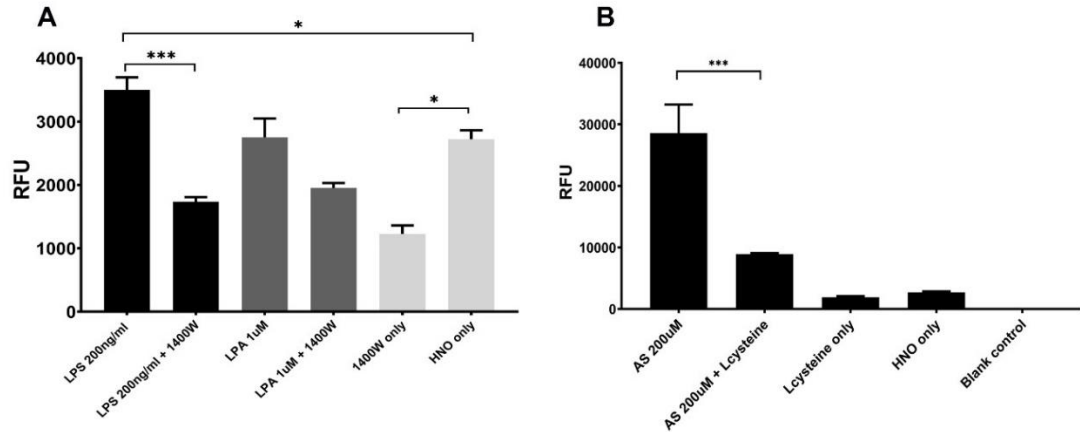 A
*
***
*
RFU
4000
3000
2000
1000
0
LPS 200ng/ml
LPS 200ng/ml + 1400W
LPA 1uM
LPA 1uM + 1400W
1400W only
HNO only
B
***
RFU
40000
30000
20000
10000
0
AS 200uM
AS 200uM + Lcysteine
Lcysteine only
HNO only
Blank control